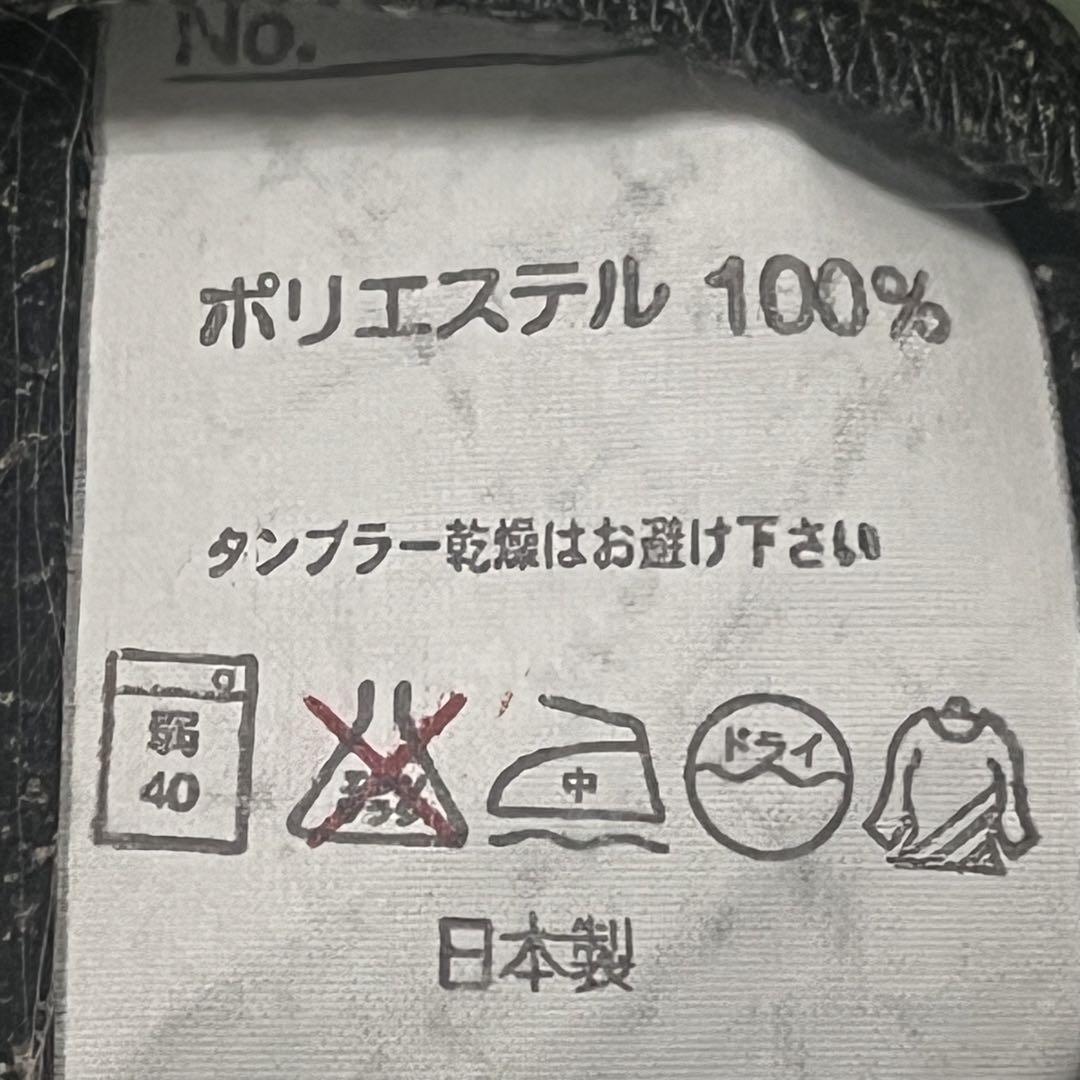 No.
ポリエステル 100%
タンブラー乾燥はお避け下さい
弱
40
中
ドライ
日本製